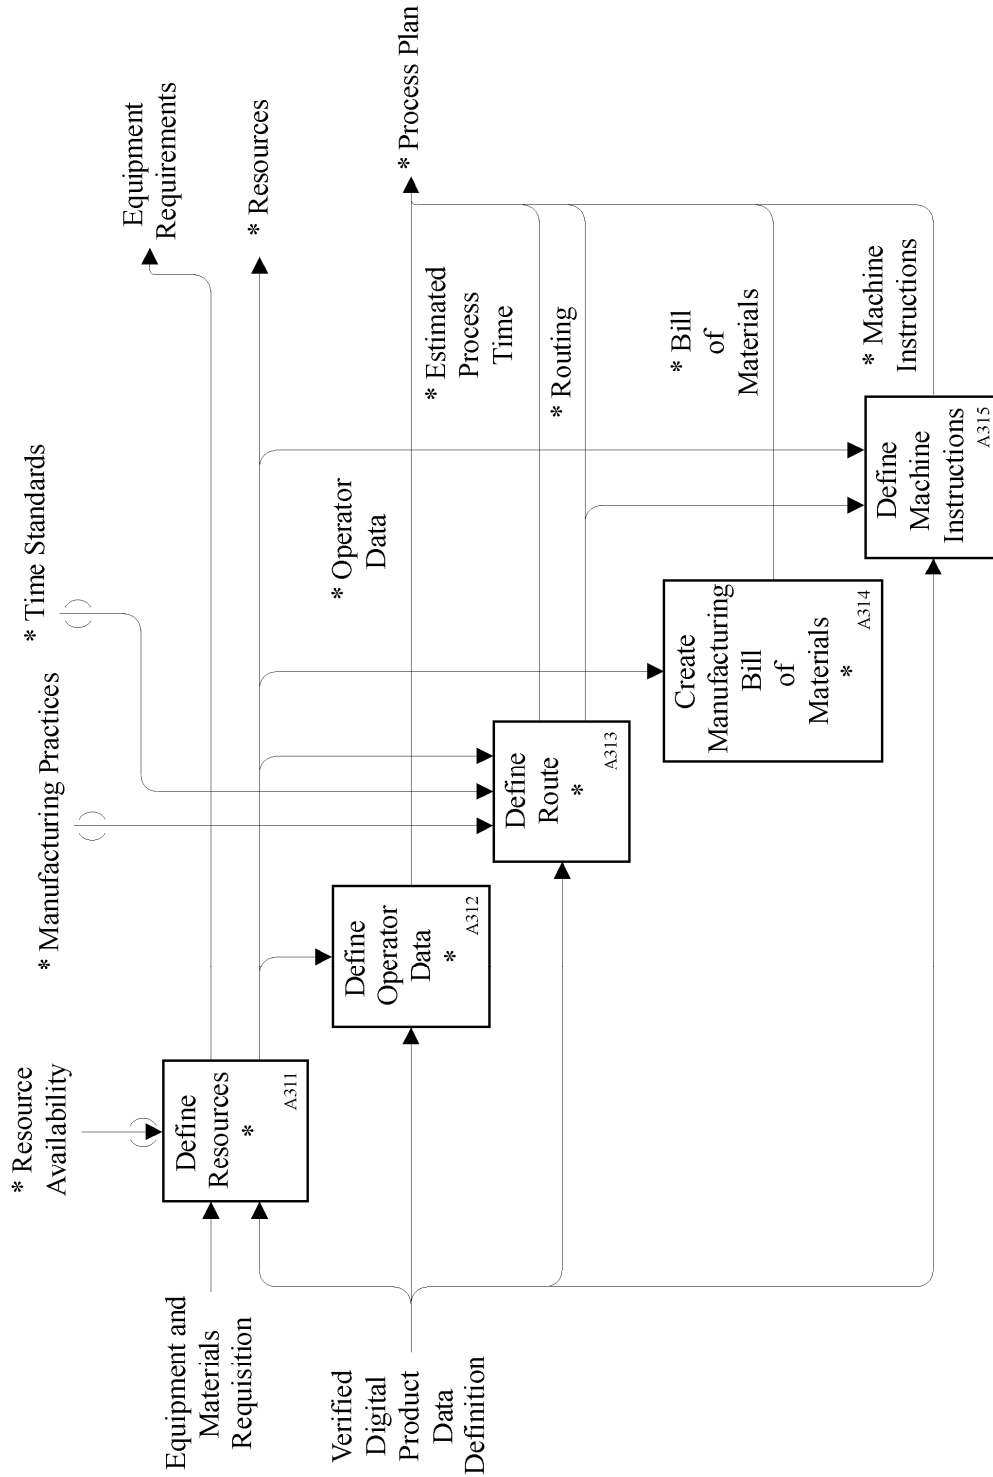 * Resource
Availability
* Manufacturing Practices
* Time Standards
Equipment
Requirements
* Resources
* Process Plan
Equipment and
Materials
Requisition
Define
Resources
*
A311
Verified
Digital
Product
Data
Definition
Define
Operator
Data
*
A312
* Operator
Data
* Estimated
Process
Time
Define
Route
*
A313
* Routing
Create
Manufacturing
Bill
of
Materials
*
A314
* Bill
of
Materials
Define
Machine
Instructions
A315
* Machine
Instructions